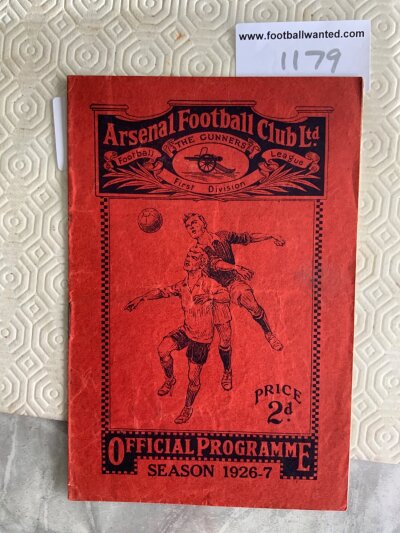 www.footballwanted.com
1179
Arsenal Football Club Ltd.
"THE GUNNERS"
Football League
First Division
PRICE
2d.
OFFICIAL PROGRAMME
SEASON 1926-7